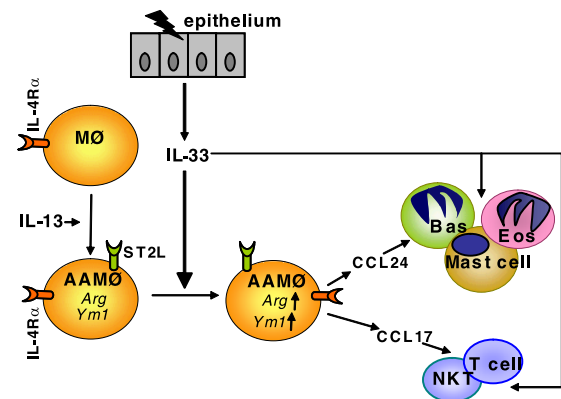 epithelium
IL-4Rα
MØ
IL-33
IL-13
ST2L
AAMØ
Arg
Ym1
IL-4Rα
AAMØ
Arg
Ym1
CCL24
CCL17
Bas
Eos
Mast cell
T cell
NKT